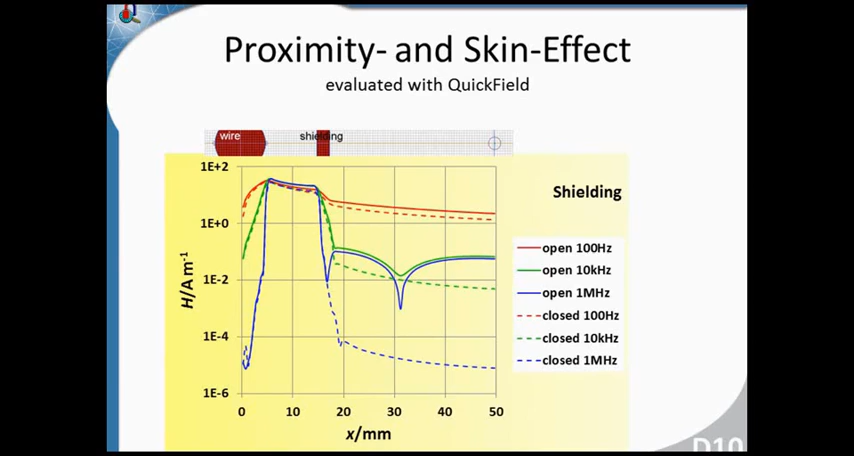 Proximity- and Skin-Effect
evaluated with QuickField
wire
shielding
1E+2
1E+0
1E-2
1E-4
1E-6
H/A m⁻¹
0 10 20 30 40 50
x/mm
Shielding
open 100Hz
open 10kHz
open 1MHz
closed 100Hz
closed 10kHz
closed 1MHz
D10